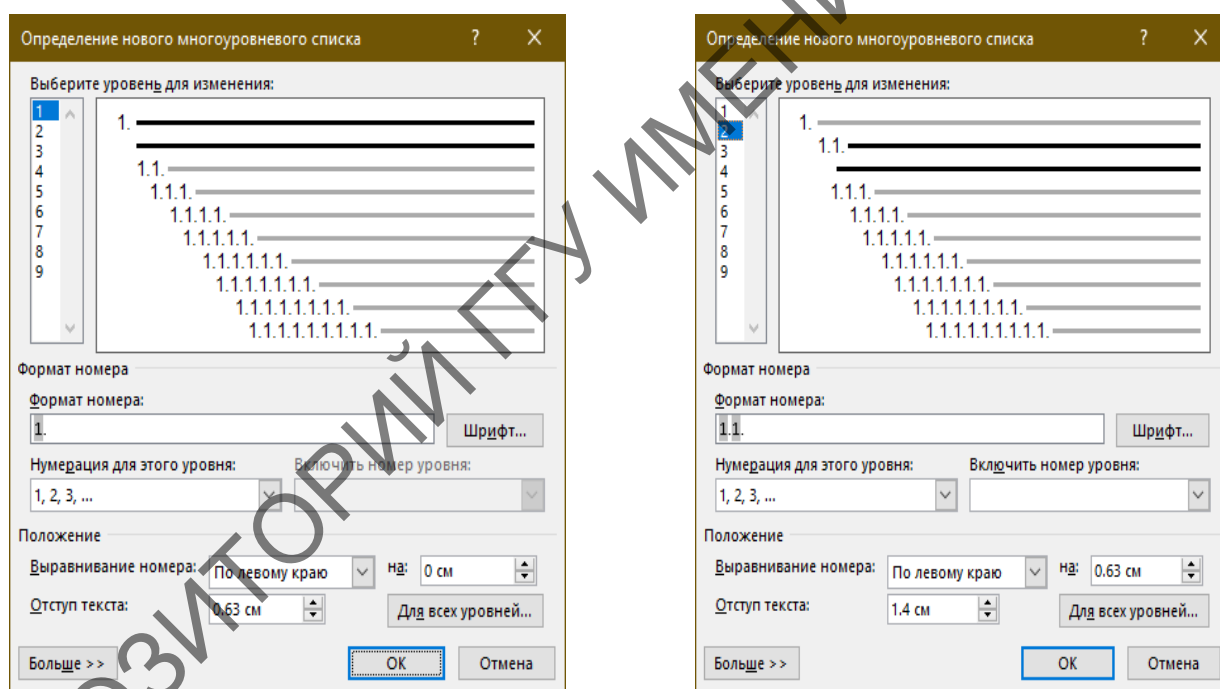 Определение нового многоуровневого списка ? ×
Выберите уровень для изменения:
1
2
3
4
5
6
7
8
9
1.
1.1.
1.1.1.
1.1.1.1.
1.1.1.1.1.
1.1.1.1.1.1.
1.1.1.1.1.1.1.
1.1.1.1.1.1.1.1.
1.1.1.1.1.1.1.1.1.
Формат номера
Формат номера:
1. Шрифт...
Нумерация для этого уровня: Включить номер уровня:
1, 2, 3, ...
Положение
Выравнивание номера: По левому краю на: 0 см
Отступ текста: 0.63 см Для всех уровней...
Больше >> ОК Отмена
Определение нового многоуровневого списка ? ×
Выберите уровень для изменения:
1
2
3
4
5
6
7
8
9
1.
1.1.
1.1.1.
1.1.1.1.
1.1.1.1.1.
1.1.1.1.1.1.
1.1.1.1.1.1.1.
1.1.1.1.1.1.1.1.
1.1.1.1.1.1.1.1.1.
Формат номера
Формат номера:
1.1. Шрифт...
Нумерация для этого уровня: Включить номер уровня:
1, 2, 3, ...
Положение
Выравнивание номера: По левому краю на: 0.63 см
Отступ текста: 1.4 см Для всех уровней...
Больше >> ОК Отмена
ГГУ